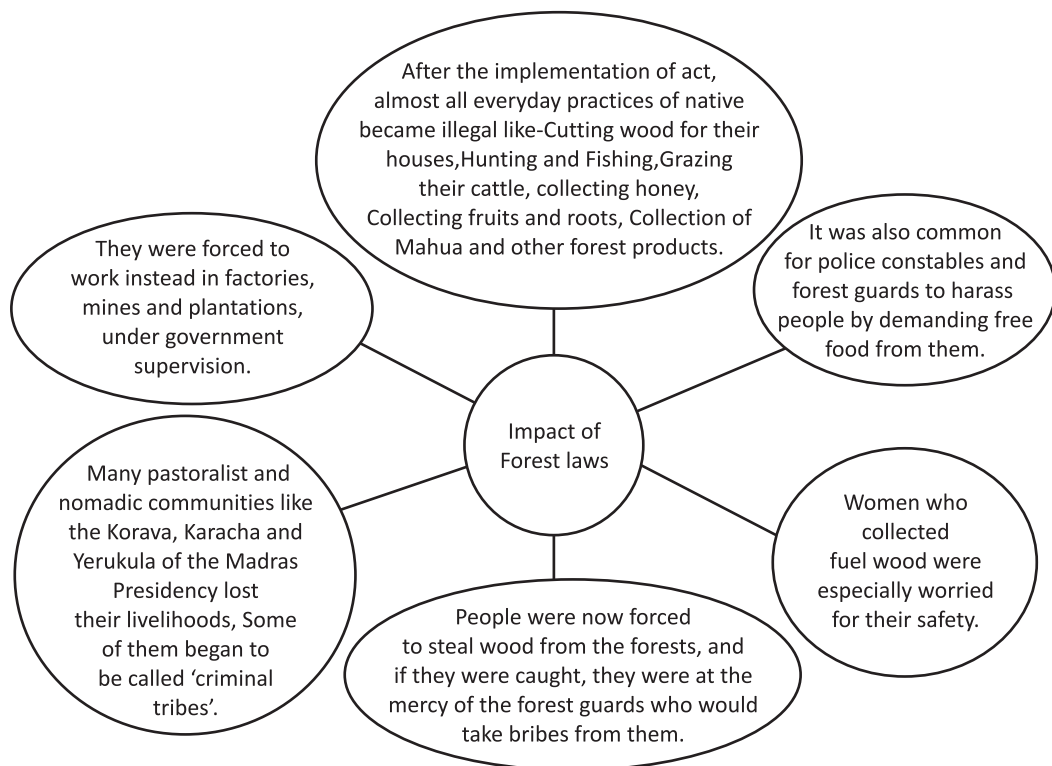 After the implementation of act,
almost all everyday practices of native
became illegal like-Cutting wood for their
houses,Hunting and Fishing,Grazing
their cattle, collecting honey,
Collecting fruits and roots, Collection of
Mahua and other forest products.
They were forced to
work instead in factories,
mines and plantations,
under government
supervision.
It was also common
for police constables and
forest guards to harass
people by demanding free
food from them.
Impact of
Forest laws
Many pastoralist and
nomadic communities like
the Korava, Karacha and
Yerukula of the Madras
Presidency lost
their livelihoods, Some
of them began to
be called ‘criminal
tribes’.
People were now forced
to steal wood from the forests, and
if they were caught, they were at the
mercy of the forest guards who would
take bribes from them.
Women who
collected
fuel wood were
especially worried
for their safety.